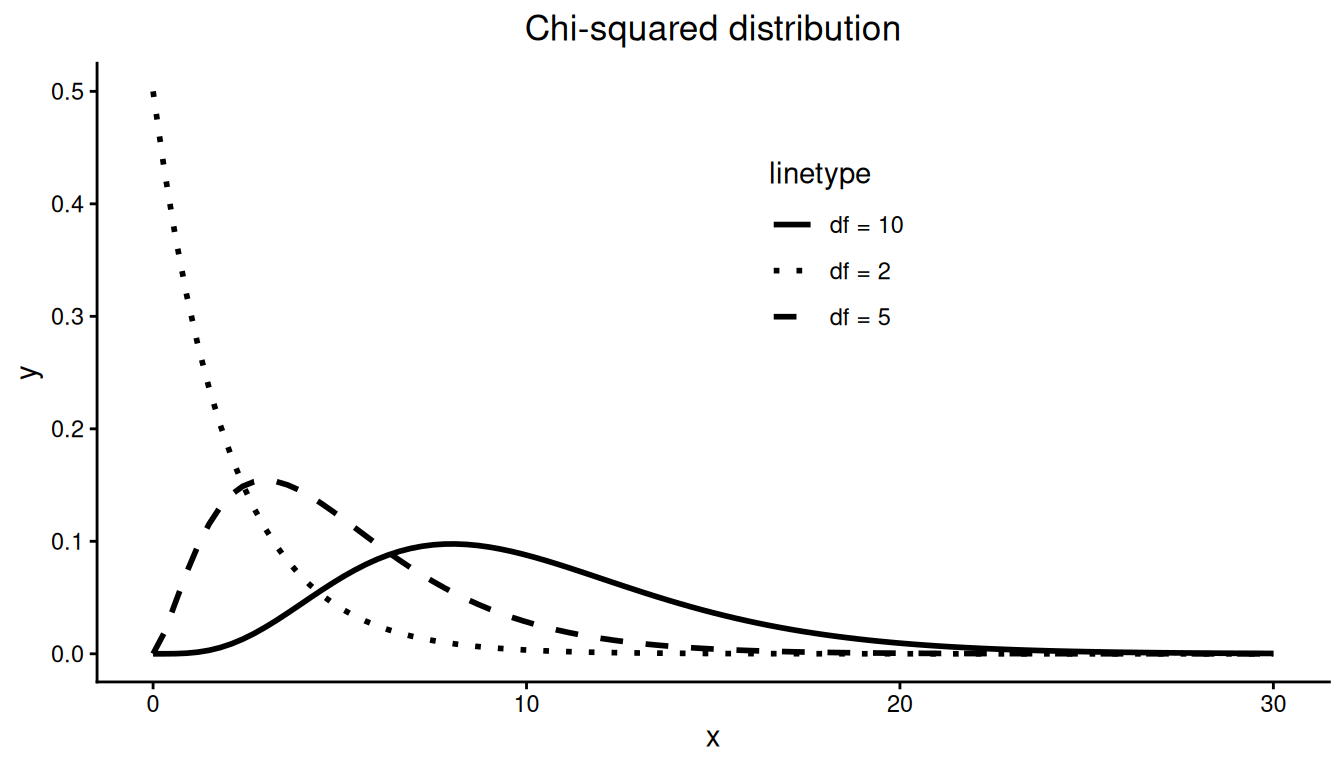 Chi-squared distribution
0.5
0.4
0.3
0.2
0.1
0.0
y
linetype
df = 10
df = 2
df = 5
0 10 20 30
x